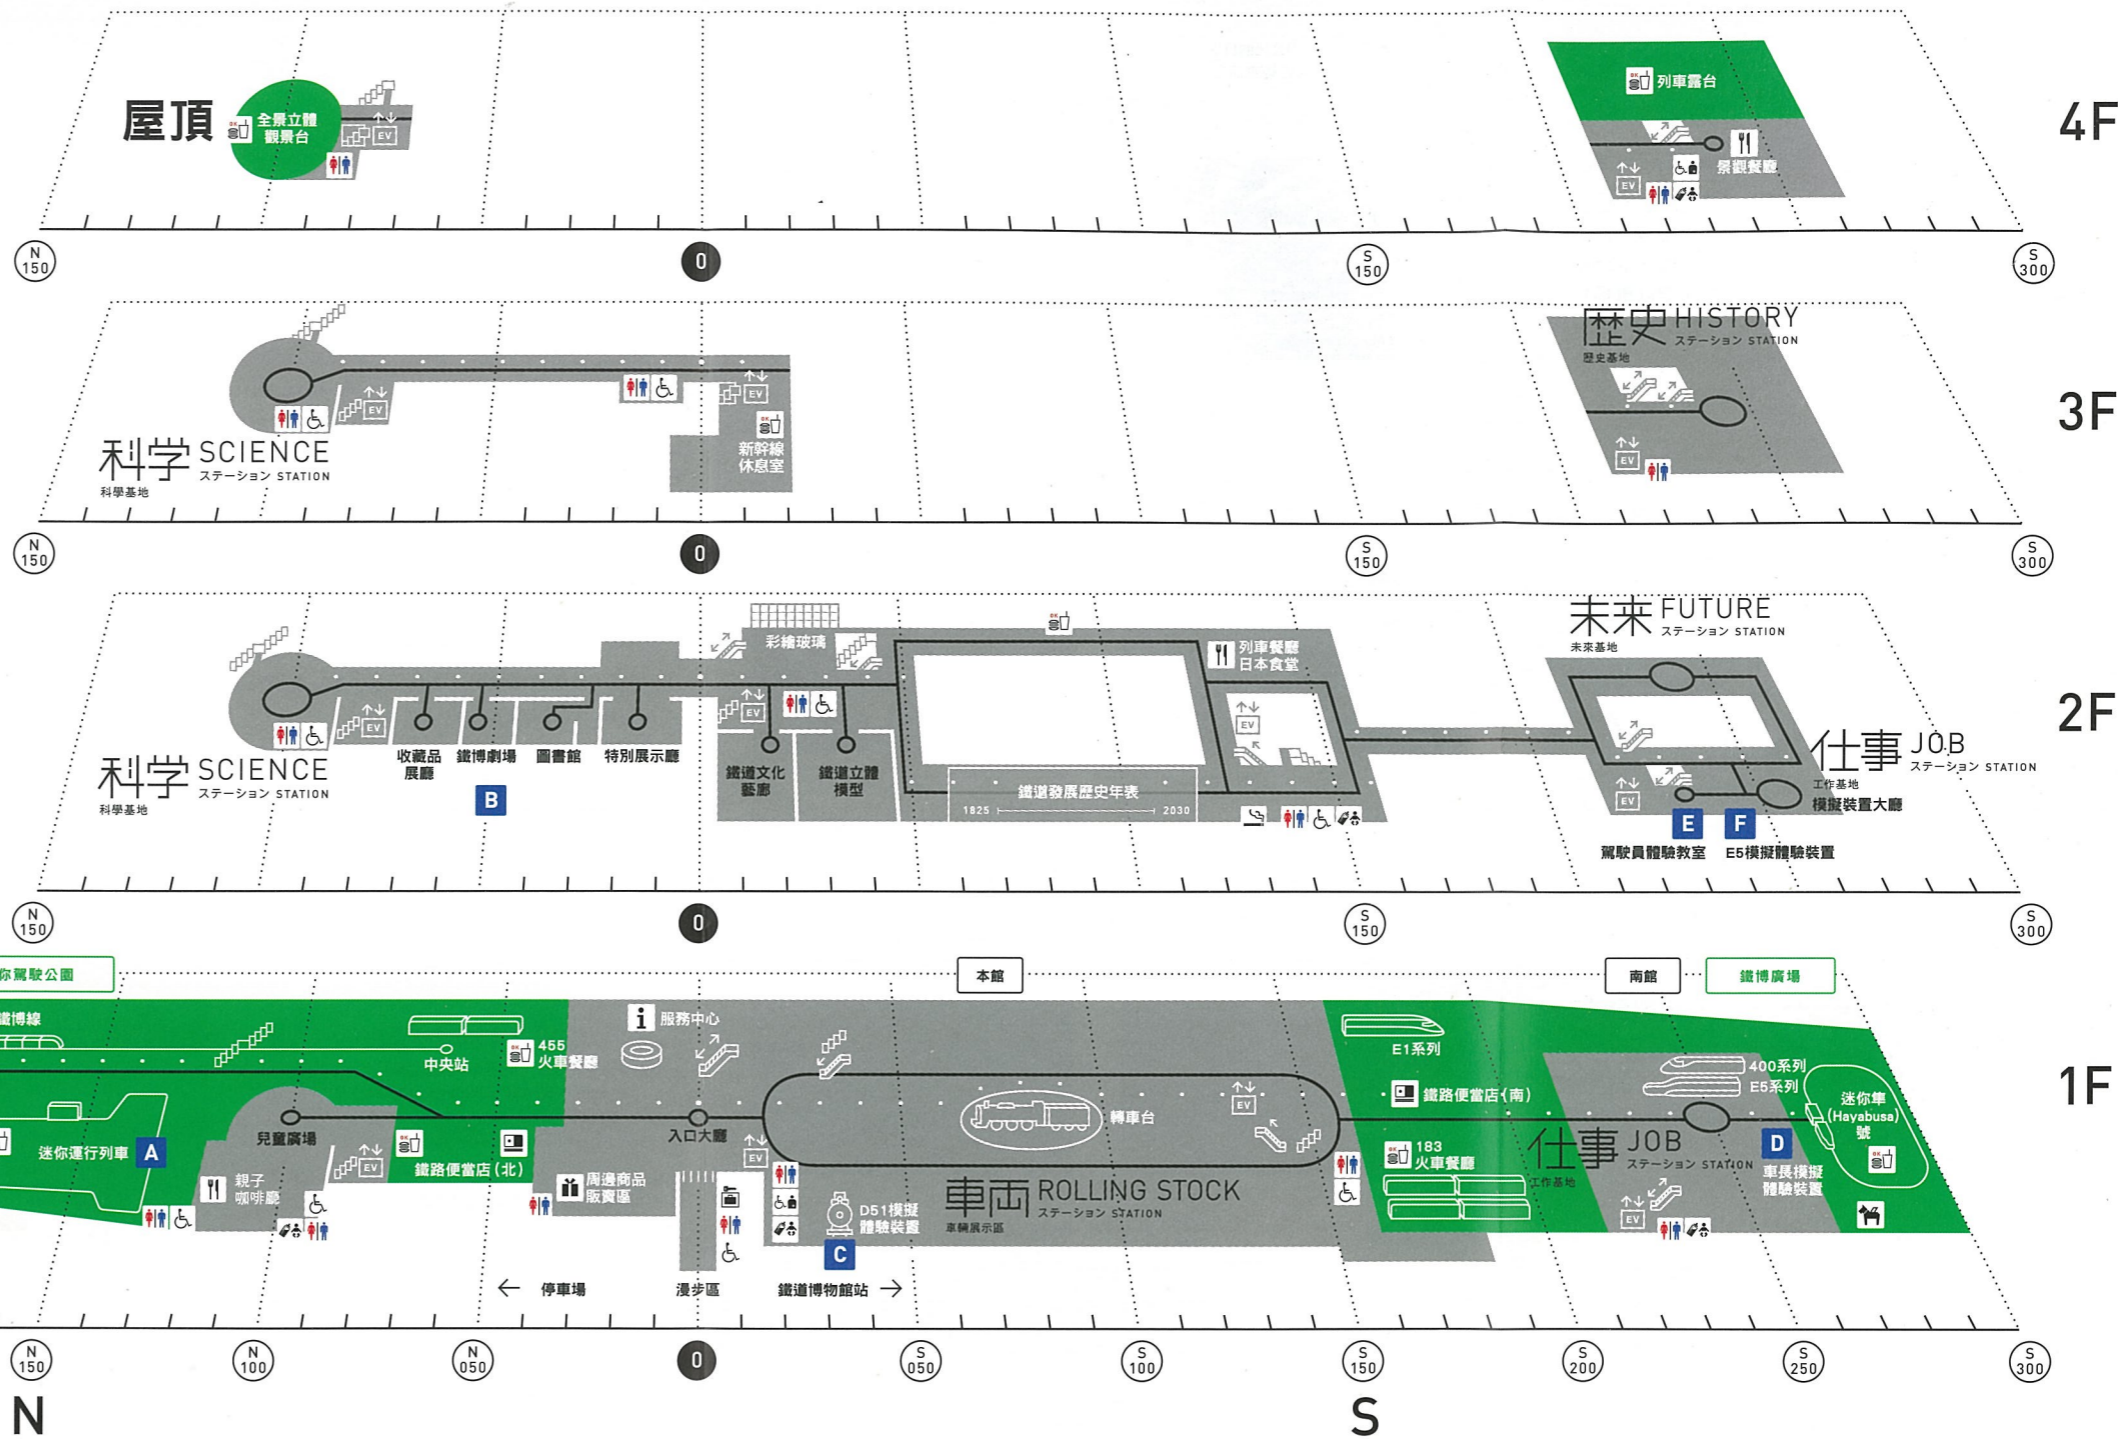 屋頂
全景立體
觀景台
EV
列車露台
景觀餐廳
EV
4F
N
150
0
S
150
S
300
歴史 HISTORY
ステーション STATION
歷史基地
EV
EV
OK
新幹線
休息室
科学 SCIENCE
ステーション STATION
科學基地
EV
3F
N
150
0
S
150
S
300
未来 FUTURE
ステーション STATION
未來基地
彩繪玻璃
OK
列車餐廳
日本食堂
EV
EV
EV
收藏品
展廳
鐵博劇場
圖書館
特別展示廳
B
科学 SCIENCE
ステーション STATION
科學基地
鐵道文化
藝廊
鐵道立體
模型
鐵道發展歷史年表
1825 2030
仕事 JOB
ステーション STATION
工作基地
模擬裝置大廳
EV
E
F
駕駛員體驗教室
E5模擬體驗裝置
2F
N
150
0
S
150
S
300
你駕駛公園
本館
南館
鐵博廣場
鐵博線
中央站
OK
455
火車餐廳
i
服務中心
E1系列
400系列
E5系列
迷你隼
(Hayabusa)
號
OK
鐵路便當店(南)
轉車台
EV
入口大廳
兒童廣場
迷你運行列車
A
OK
鐵路便當店(北)
EV
EV
親子
咖啡廳
周邊商品
販賣區
D51模擬
體驗裝置
C
車両 ROLLING STOCK
ステーション STATION
車輛展示區
OK
183
火車餐廳
仕事 JOB
ステーション STATION
工作基地
D
車長模擬
體驗裝置
EV
1F
← 停車場
漫步區
鐵道博物館站 →
N
150
N
100
N
050
0
S
050
S
100
S
150
S
200
S
250
S
300
N
S